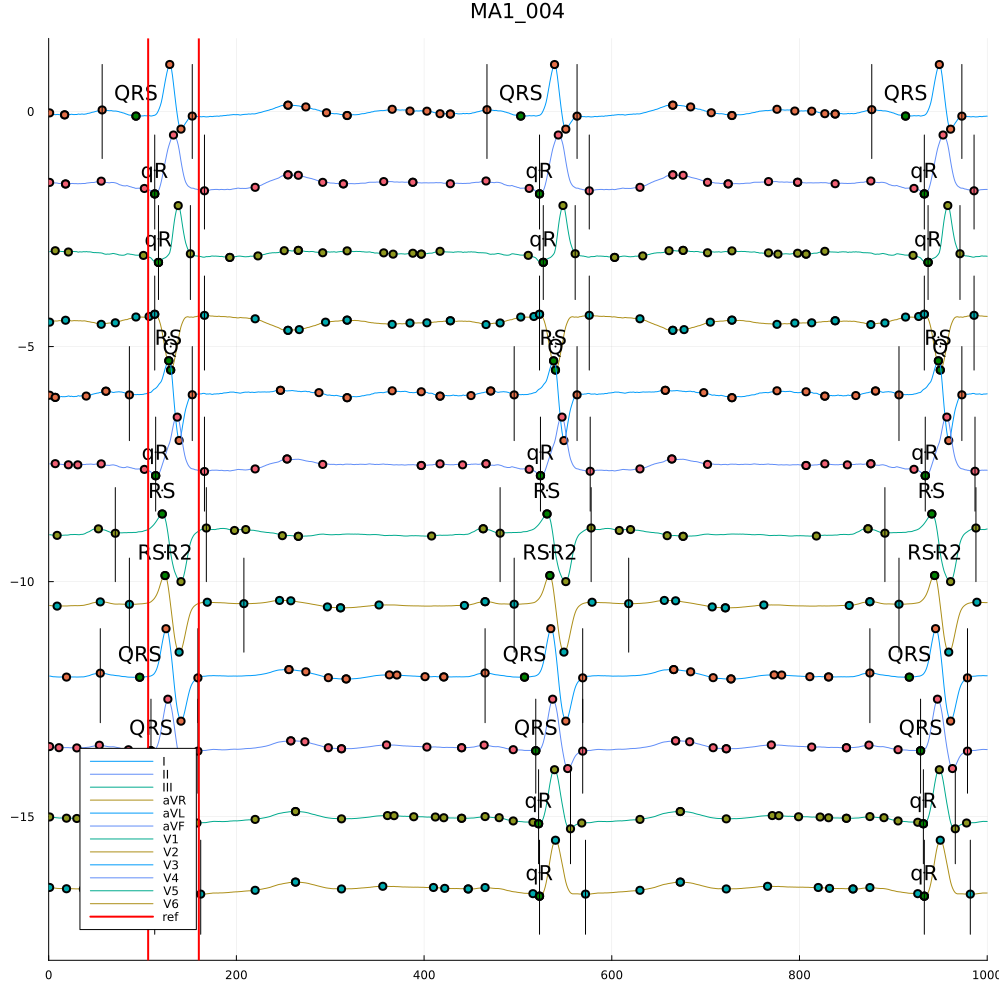 MA1_004
0
QRS QRS QRS
qR qR qR
qR qR qR
−5
RS RS RS
Q Q Q
qR qR qR
RS RS RS
RSR2 RSR2 RSR2
−10
QRS QRS QRS
QRS QRS QRS
I
II
III
aVR
aVL
aVF
V1
V2
V3
V4
V5
V6
ref
qR qR
−15
qR qR
0 200 400 600 800 1000